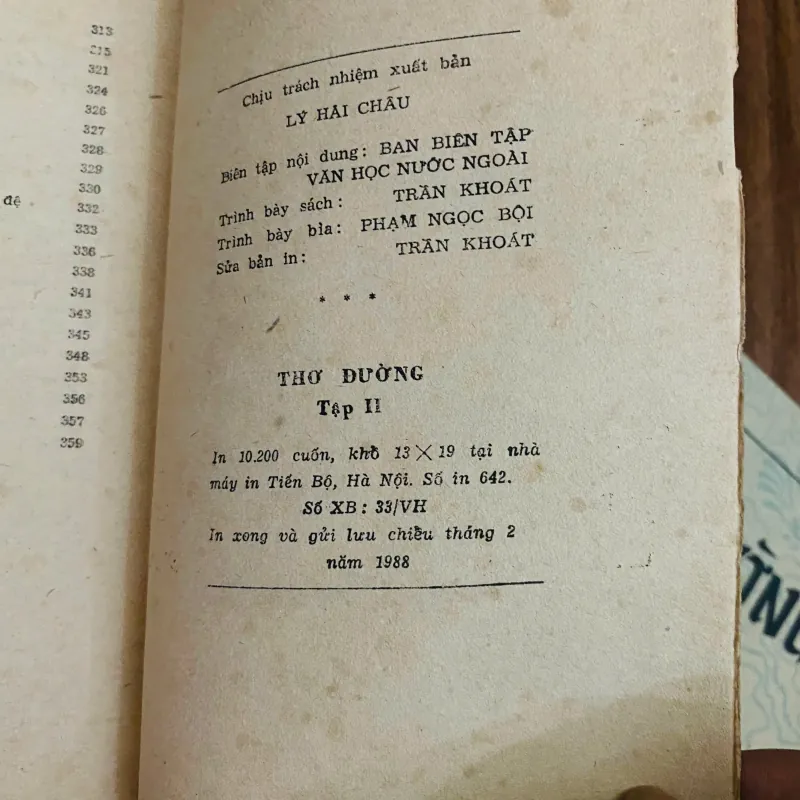 313
315
321
324
326
327
328
329
330
đệ 332
333
336
338
341
343
345
348
353
356
357
359
Chịu trách nhiệm xuất bản
LÝ HẢI CHÂU
Biên tập nội dung: BAN BIÊN TẬP
VĂN HỌC NƯỚC NGOÀI
Trình bày sách: TRẦN KHOÁT
Trình bày bìa: PHẠM NGỌC BỘI
Sửa bản in: TRẦN KHOÁT
* * *
THƠ ĐƯỜNG
Tập II
In 10.200 cuốn, khổ 13 × 19 tại nhà
máy in Tiến Bộ, Hà Nội. Số in 642.
Số XB: 33/VH
In xong và gửi lưu chiểu tháng 2
năm 1988